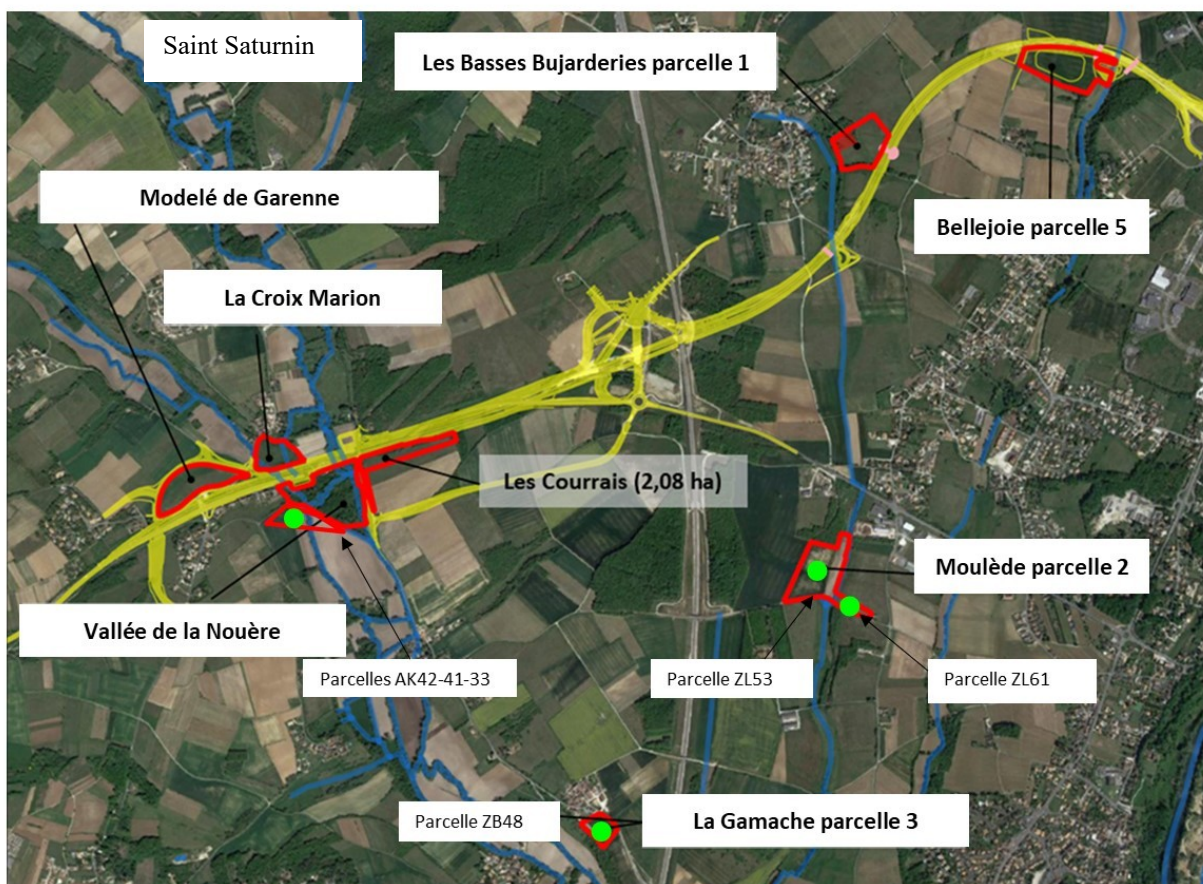 Saint Saturnin
Les Basses Bujarderies parcelle 1
Modelé de Garenne
Bellejoie parcelle 5
La Croix Marion
Les Courrais (2,08 ha)
Moulède parcelle 2
Vallée de la Nouère
Parcelles AK42-41-33
Parcelle ZL53
Parcelle ZL61
Parcelle ZB48
La Gamache parcelle 3